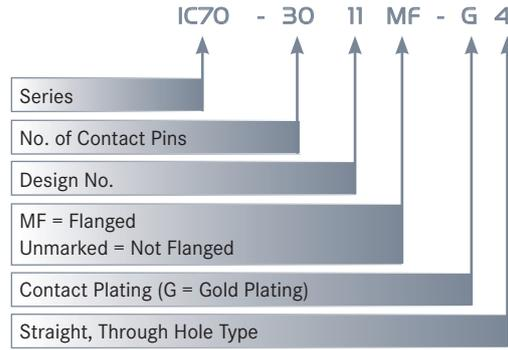 IC70 - 30 11 MF - G 4
Series
No. of Contact Pins
Design No.
MF = Flanged
Unmarked = Not Flanged
Contact Plating (G = Gold Plating)
Straight, Through Hole Type